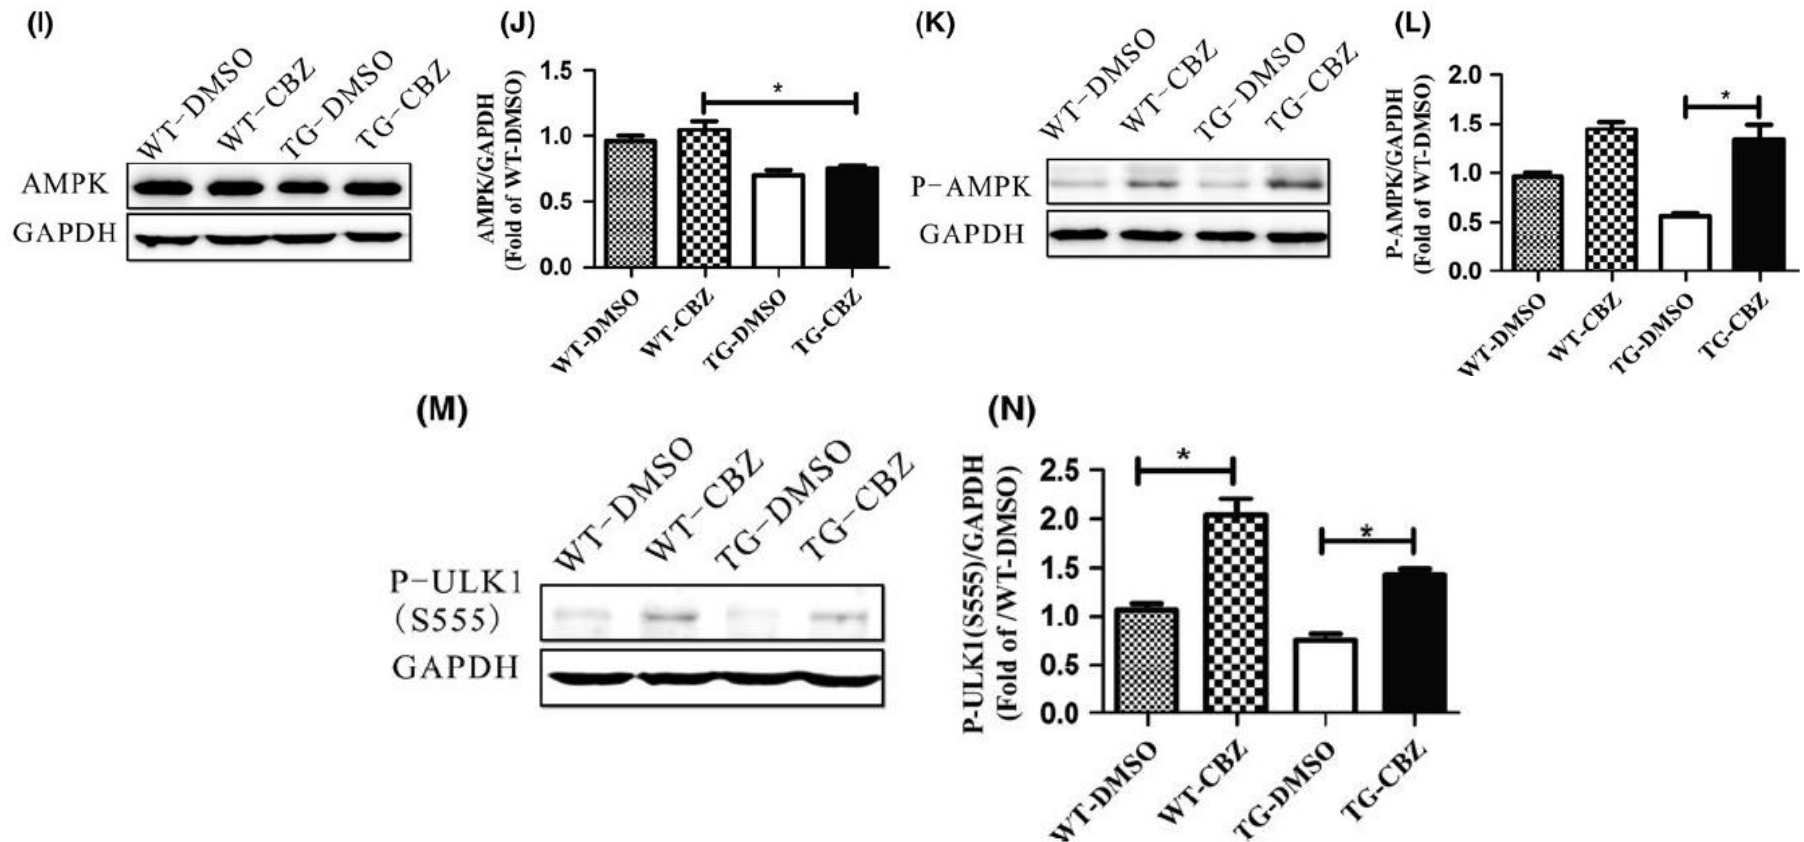 (I)
WT-DMSO
WT-CBZ
TG-DMSO
TG-CBZ
AMPK
GAPDH
(J)
AMPK/GAPDH
(Fold of WT-DMSO)
1.5
1.0
0.5
0.0
*
WT-DMSO
WT-CBZ
TG-DMSO
TG-CBZ
(K)
WT-DMSO
WT-CBZ
TG-DMSO
TG-CBZ
P-AMPK
GAPDH
(L)
P-AMPK/GAPDH
(Fold of WT-DMSO)
2.0
1.5
1.0
0.5
0.0
*
WT-DMSO
WT-CBZ
TG-DMSO
TG-CBZ
(M)
WT-DMSO
WT-CBZ
TG-DMSO
TG-CBZ
P-ULK1
(S555)
GAPDH
(N)
P-ULK1(S555)/GAPDH
(Fold of /WT-DMSO)
2.5
2.0
1.5
1.0
0.5
0.0
*
*
WT-DMSO
WT-CBZ
TG-DMSO
TG-CBZ